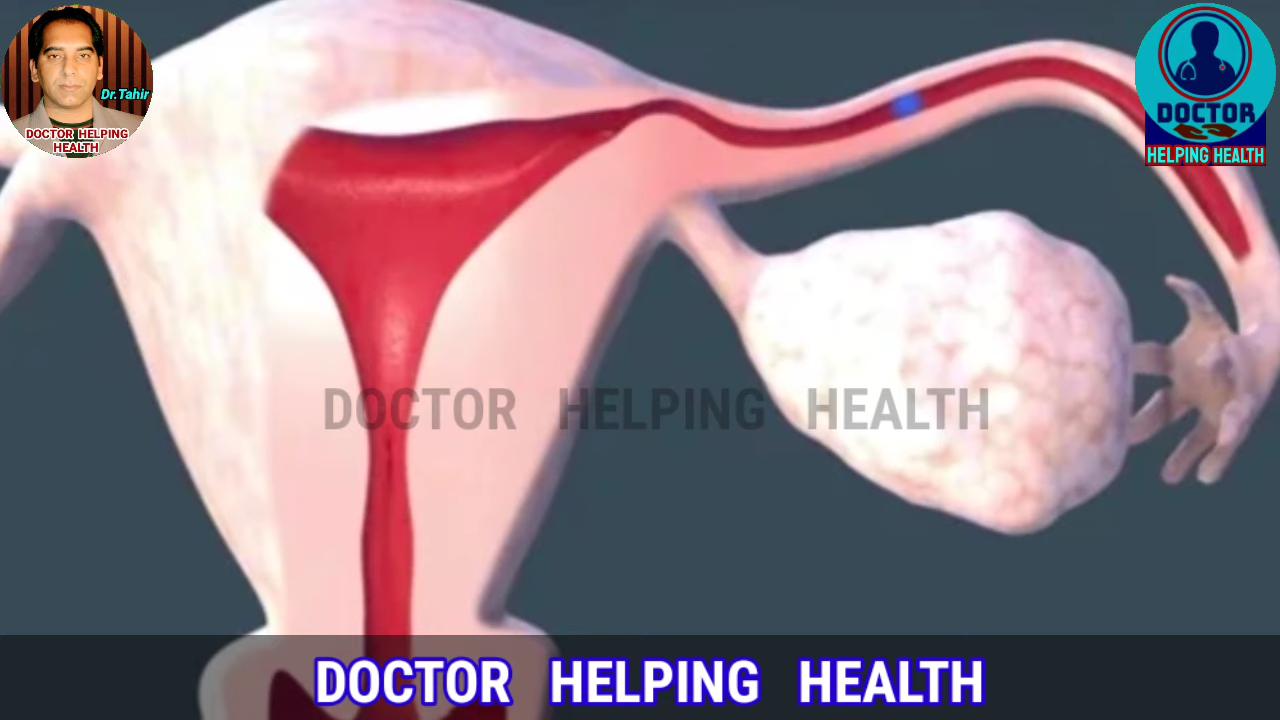 Dr.Tahir
DOCTOR HELPING
HEALTH
DOCTOR
HELPING HEALTH
DOCTOR HELPING HEALTH
DOCTOR HELPING HEALTH